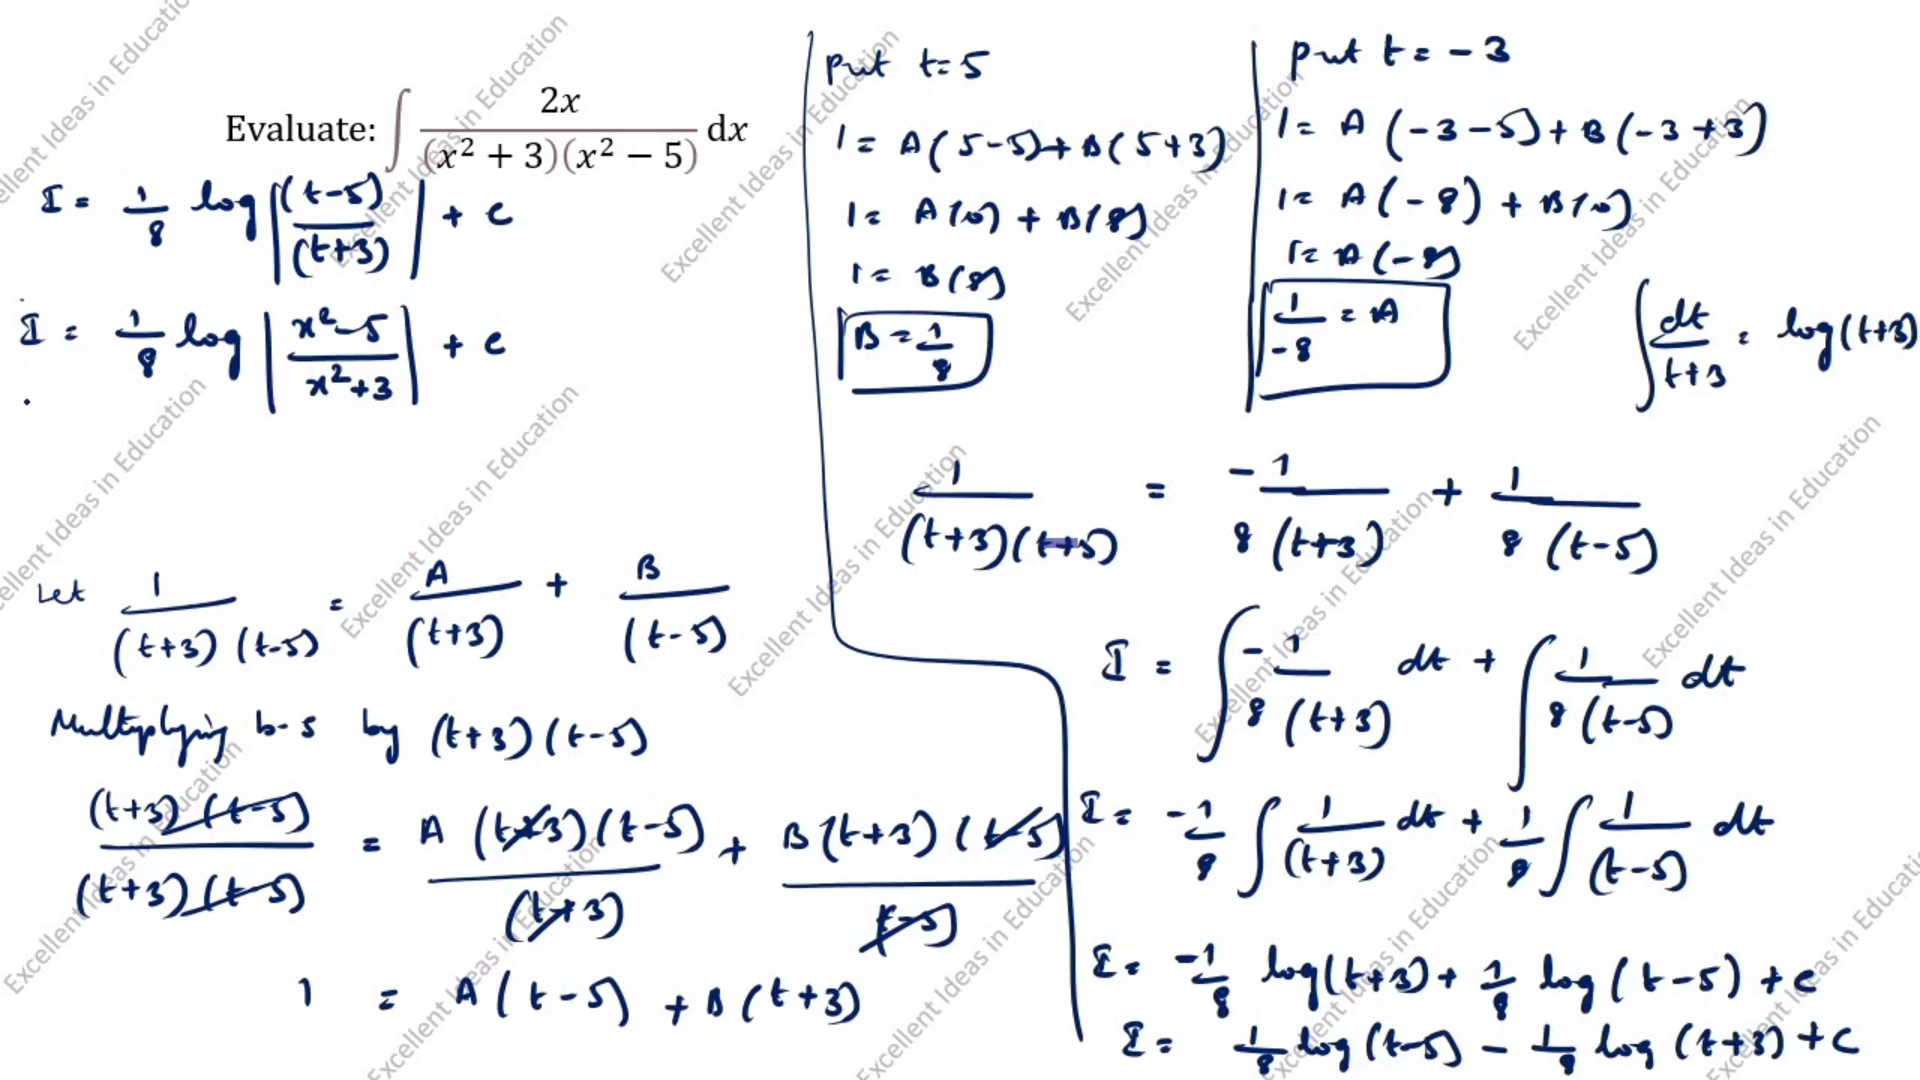 Evaluate: ∫ 2x / (x² + 3)(x² − 5) dx
I = 1/8 log |(t-5) / (t+3)| + c
I = 1/8 log |x²-5 / x²+3| + c
Let 1 / (t+3) (t-5) = A / (t+3) + B / (t-5)
Multiplying b-s by (t+3)(t-5)
(t+3)(t-5) / (t+3)(t-5) = A (t+3)(t-5) / (t+3) + B(t+3)(t-5) / (t-5)
1 = A(t-5) + B(t+3)
Put t=5
1 = A(5-5)+B(5+3)
1 = A(0) + B(8)
1 = B(8)
B = 1/8
Put t = -3
1 = A (-3-5)+B(-3+3)
1 = A(-8) + B(0)
1 = A(-8)
1/-8 = A
∫ dt / t+3 = log(t+3)
1 / (t+3)(t+5) = -1 / 8 (t+3) + 1 / 8 (t-5)
I = ∫ -1 / 8 (t+3) dt + ∫ 1 / 8 (t-5) dt
I = -1/8 ∫ 1 / (t+3) dt + 1/8 ∫ 1 / (t-5) dt
I = -1/8 log(t+3) + 1/8 log (t-5) + c
I = 1/8 log (t-5) - 1/8 log (t+3) + C
Excellent Ideas in Education